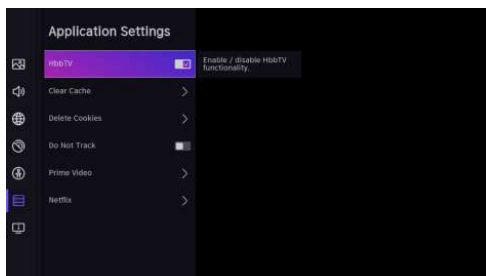 Application Settings
HbbTV
Enable / disable HbbTV
functionality.
Clear Cache
Delete Cookies
Do Not Track
Prime Video
Netflix